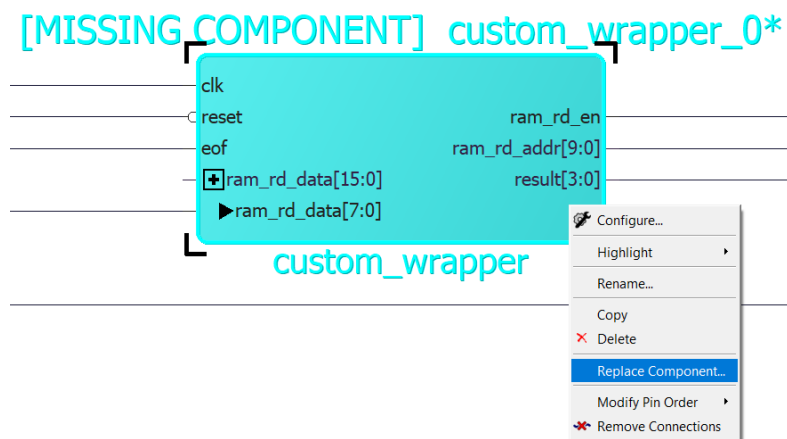 [MISSING COMPONENT] custom_wrapper_0*
clk
reset
eof
ram_rd_data[15:0]
ram_rd_data[7:0]
ram_rd_en
ram_rd_addr[9:0]
result[3:0]
custom_wrapper
Configure...
Highlight
Rename...
Copy
Delete
Replace Component...
Modify Pin Order
Remove Connections